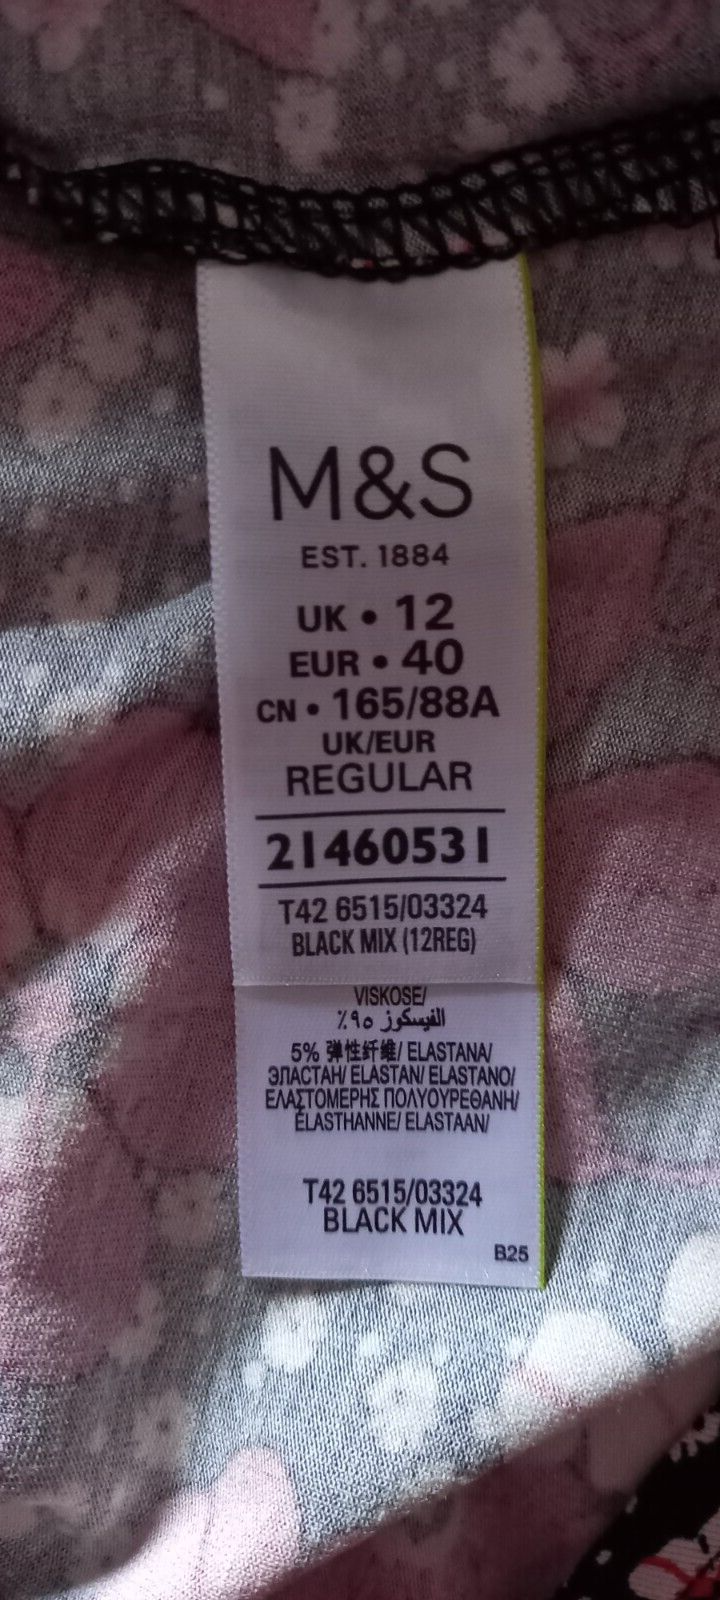 M&S
EST. 1884
UK • 12
EUR • 40
CN • 165/88A
UK/EUR
REGULAR
21460531
T42 6515/03324
BLACK MIX (12REG)
VISKOSE/
الفيسكوز ٩٥٪
5% 弹性纤维/ ELASTANA/
ЭЛАСТАН/ ELASTAN/ ELASTANO/
ΕΛΑΣΤΟΜΕΡΗΣ ΠΟΛΥΟΥΡΕΘΑΝΗ/
ÉLASTHANNE/ ELASTAAN/
T42 6515/03324
BLACK MIX
B25